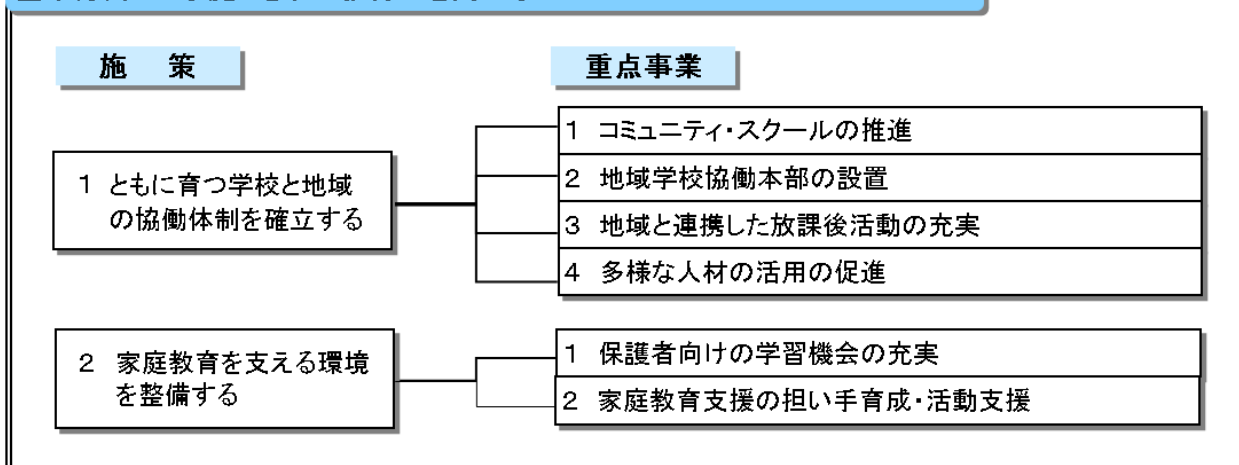 施　策
重点事業
1 ともに育つ学校と地域
の協働体制を確立する
1 コミュニティ・スクールの推進
2 地域学校協働本部の設置
3 地域と連携した放課後活動の充実
4 多様な人材の活用の促進
2 家庭教育を支える環境
を整備する
1 保護者向けの学習機会の充実
2 家庭教育支援の担い手育成・活動支援